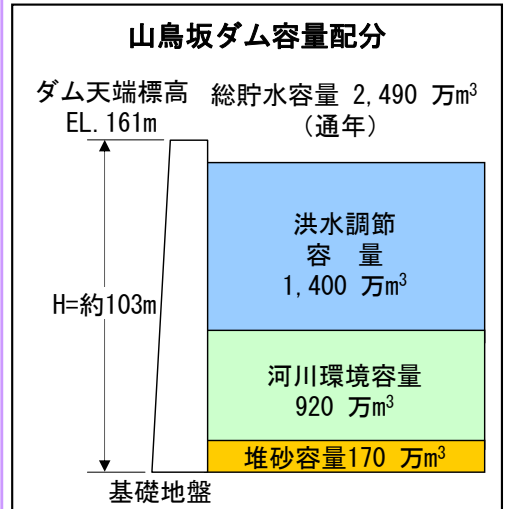 山鳥坂ダム容量配分
ダム天端標高
EL.161m
総貯水容量 2,490 万m³
（通年）
洪水調節
容　量
1,400 万m³
H=約103m
河川環境容量
920 万m³
堆砂容量170 万m³
基礎地盤